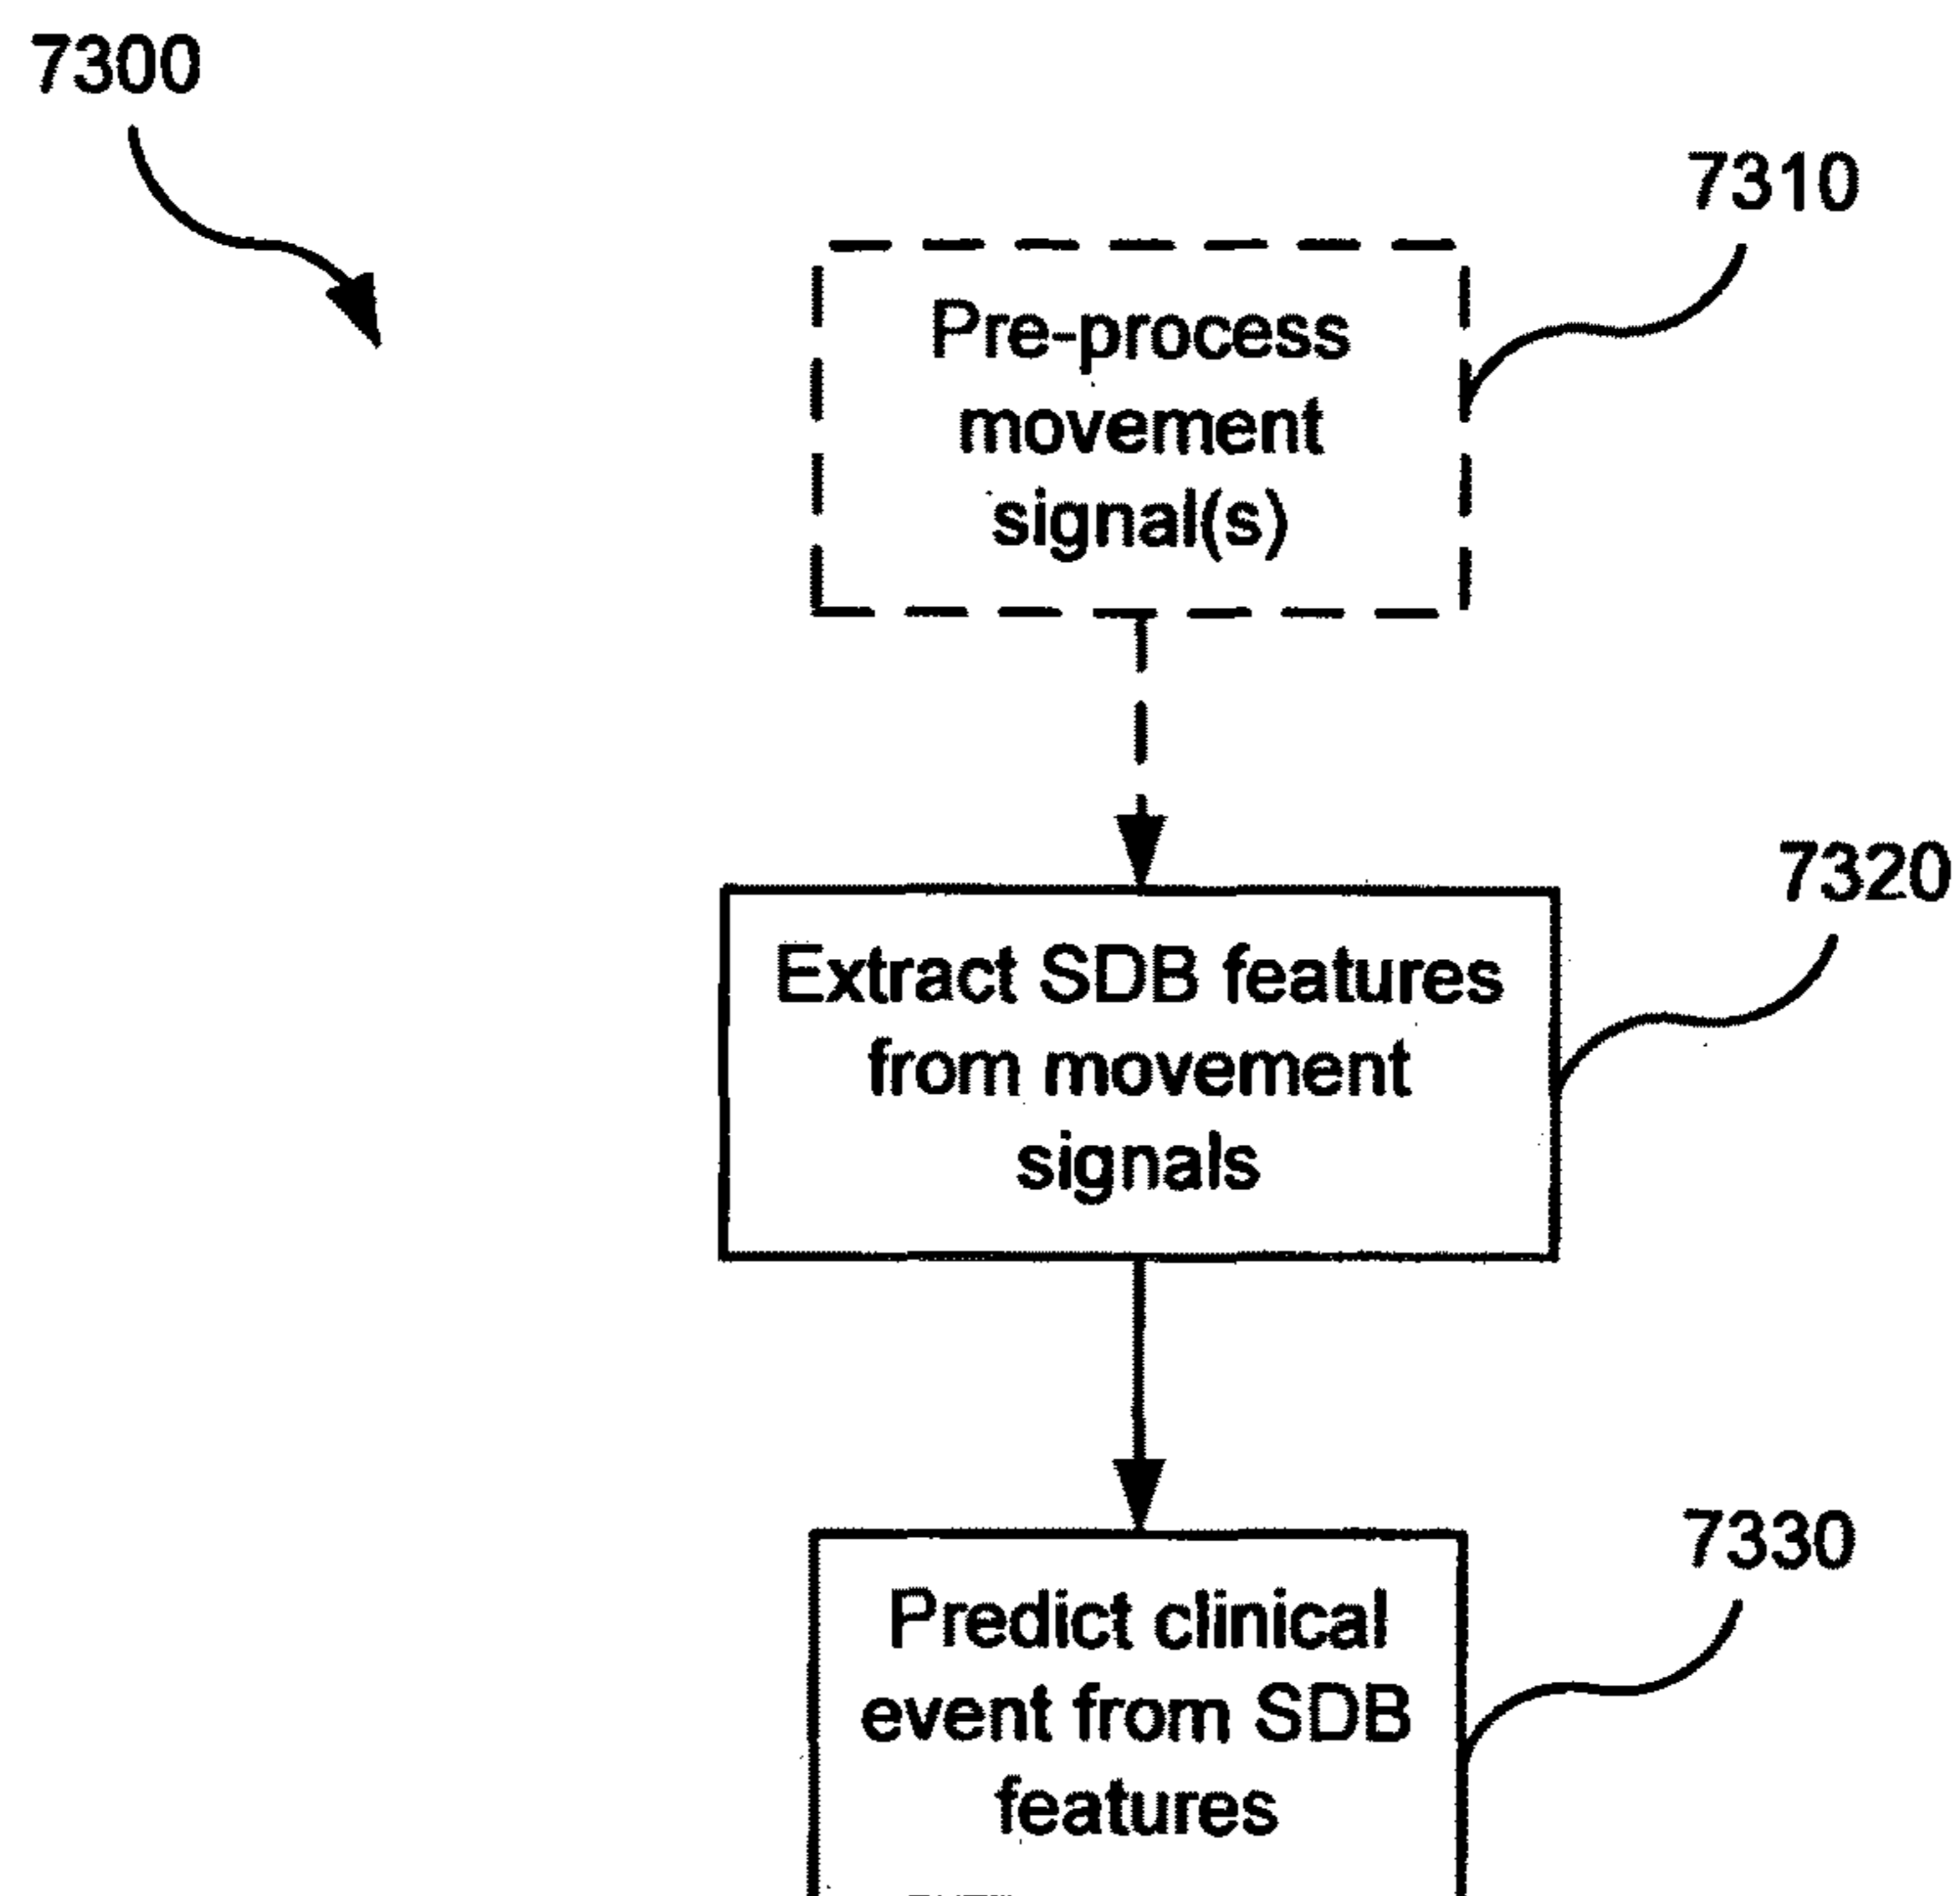 7300
7310
Pre-process
movement
signal(s)
7320
Extract SDB features
from movement
signals
7330
Predict clinical
event from SDB
features